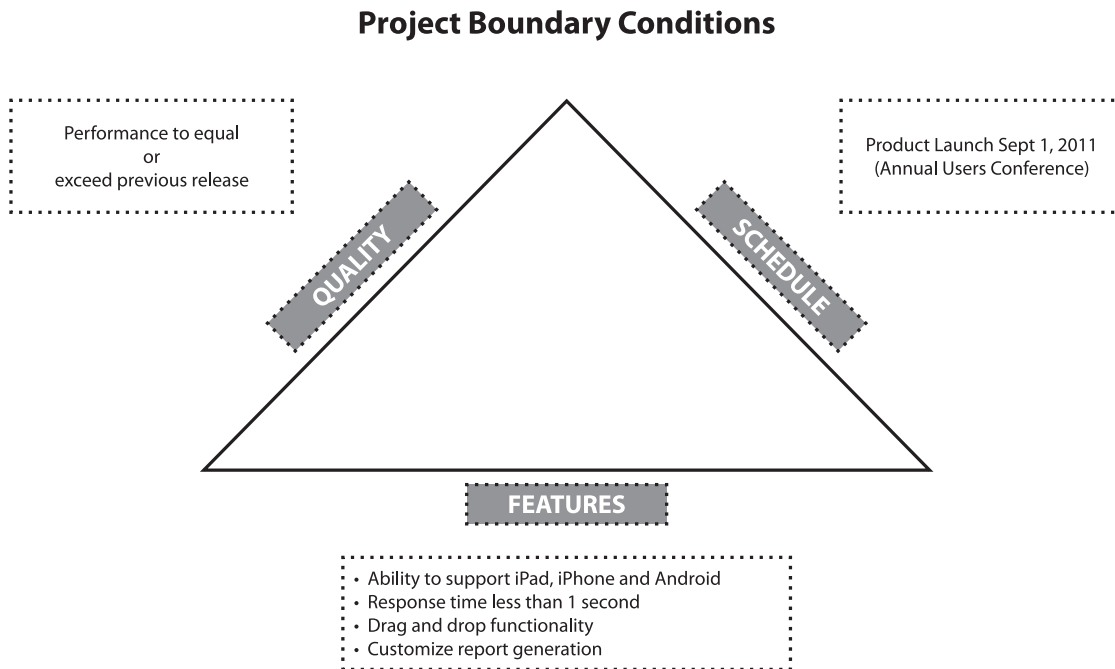 Project Boundary Conditions
Performance to equal
or
exceed previous release
Product Launch Sept 1, 2011
(Annual Users Conference)
QUALITY
SCHEDULE
FEATURES
• Ability to support iPad, iPhone and Android
• Response time less than 1 second
• Drag and drop functionality
• Customize report generation